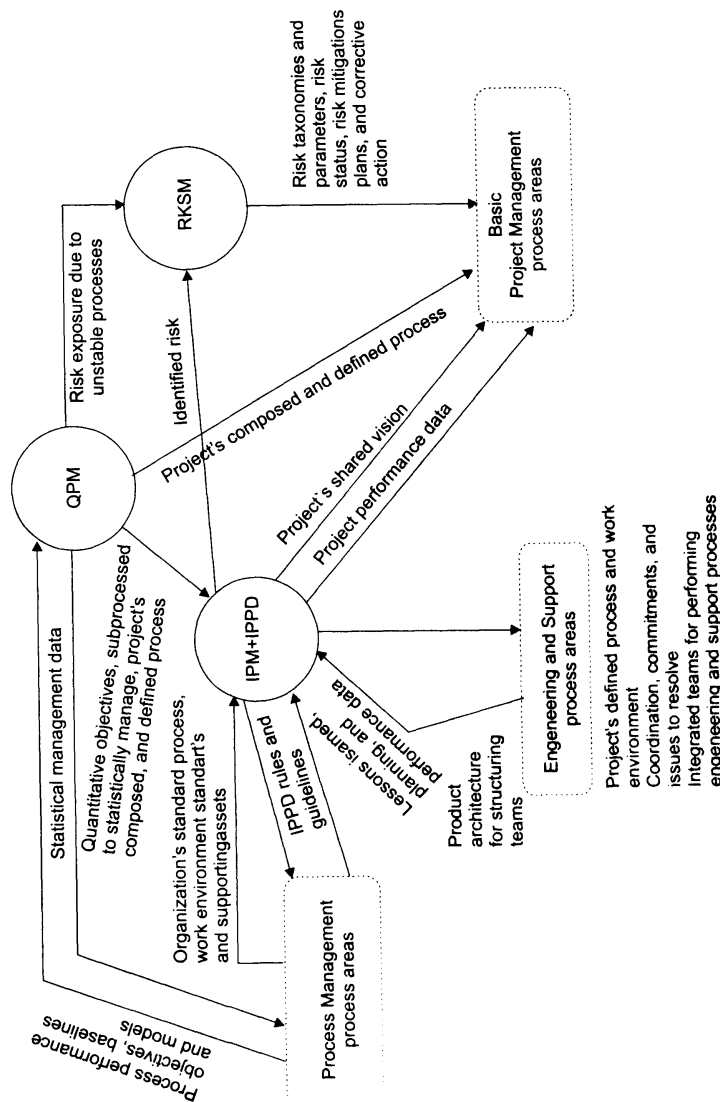 Process performance
objectives, baselines
and models
Statistical management data
QPM
Risk exposure due to
unstable processes
Quantitative objectives, subprocessed
to statistically manage, project's
composed, and defined process
Organization's standard process,
work environment standart's
and supportingassets
Identified risk
RKSM
Risk taxonomies and
parameters, risk
status, risk mitigations
plans, and corrective
action
IPPD rules and
guidelines
IPM+IPPD
Project's composed and defined process
Project's shared vision
Project performance data
Process Management
process areas
Lessons isamed,
planning, and
performance data
Product
architecture
for structuring
teams
Engeneering and Support
process areas
Basic
Project Management
process areas
Project's defined process and work
environment
Coordination, commitments, and
issues to resolve
Integrated teams for performing
engeneering and support processes